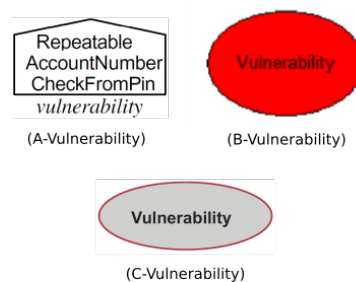 Repeatable
AccountNumber
CheckFromPin
vulnerability
(A-Vulnerability)
Vulnerability
(B-Vulnerability)
Vulnerability
(C-Vulnerability)